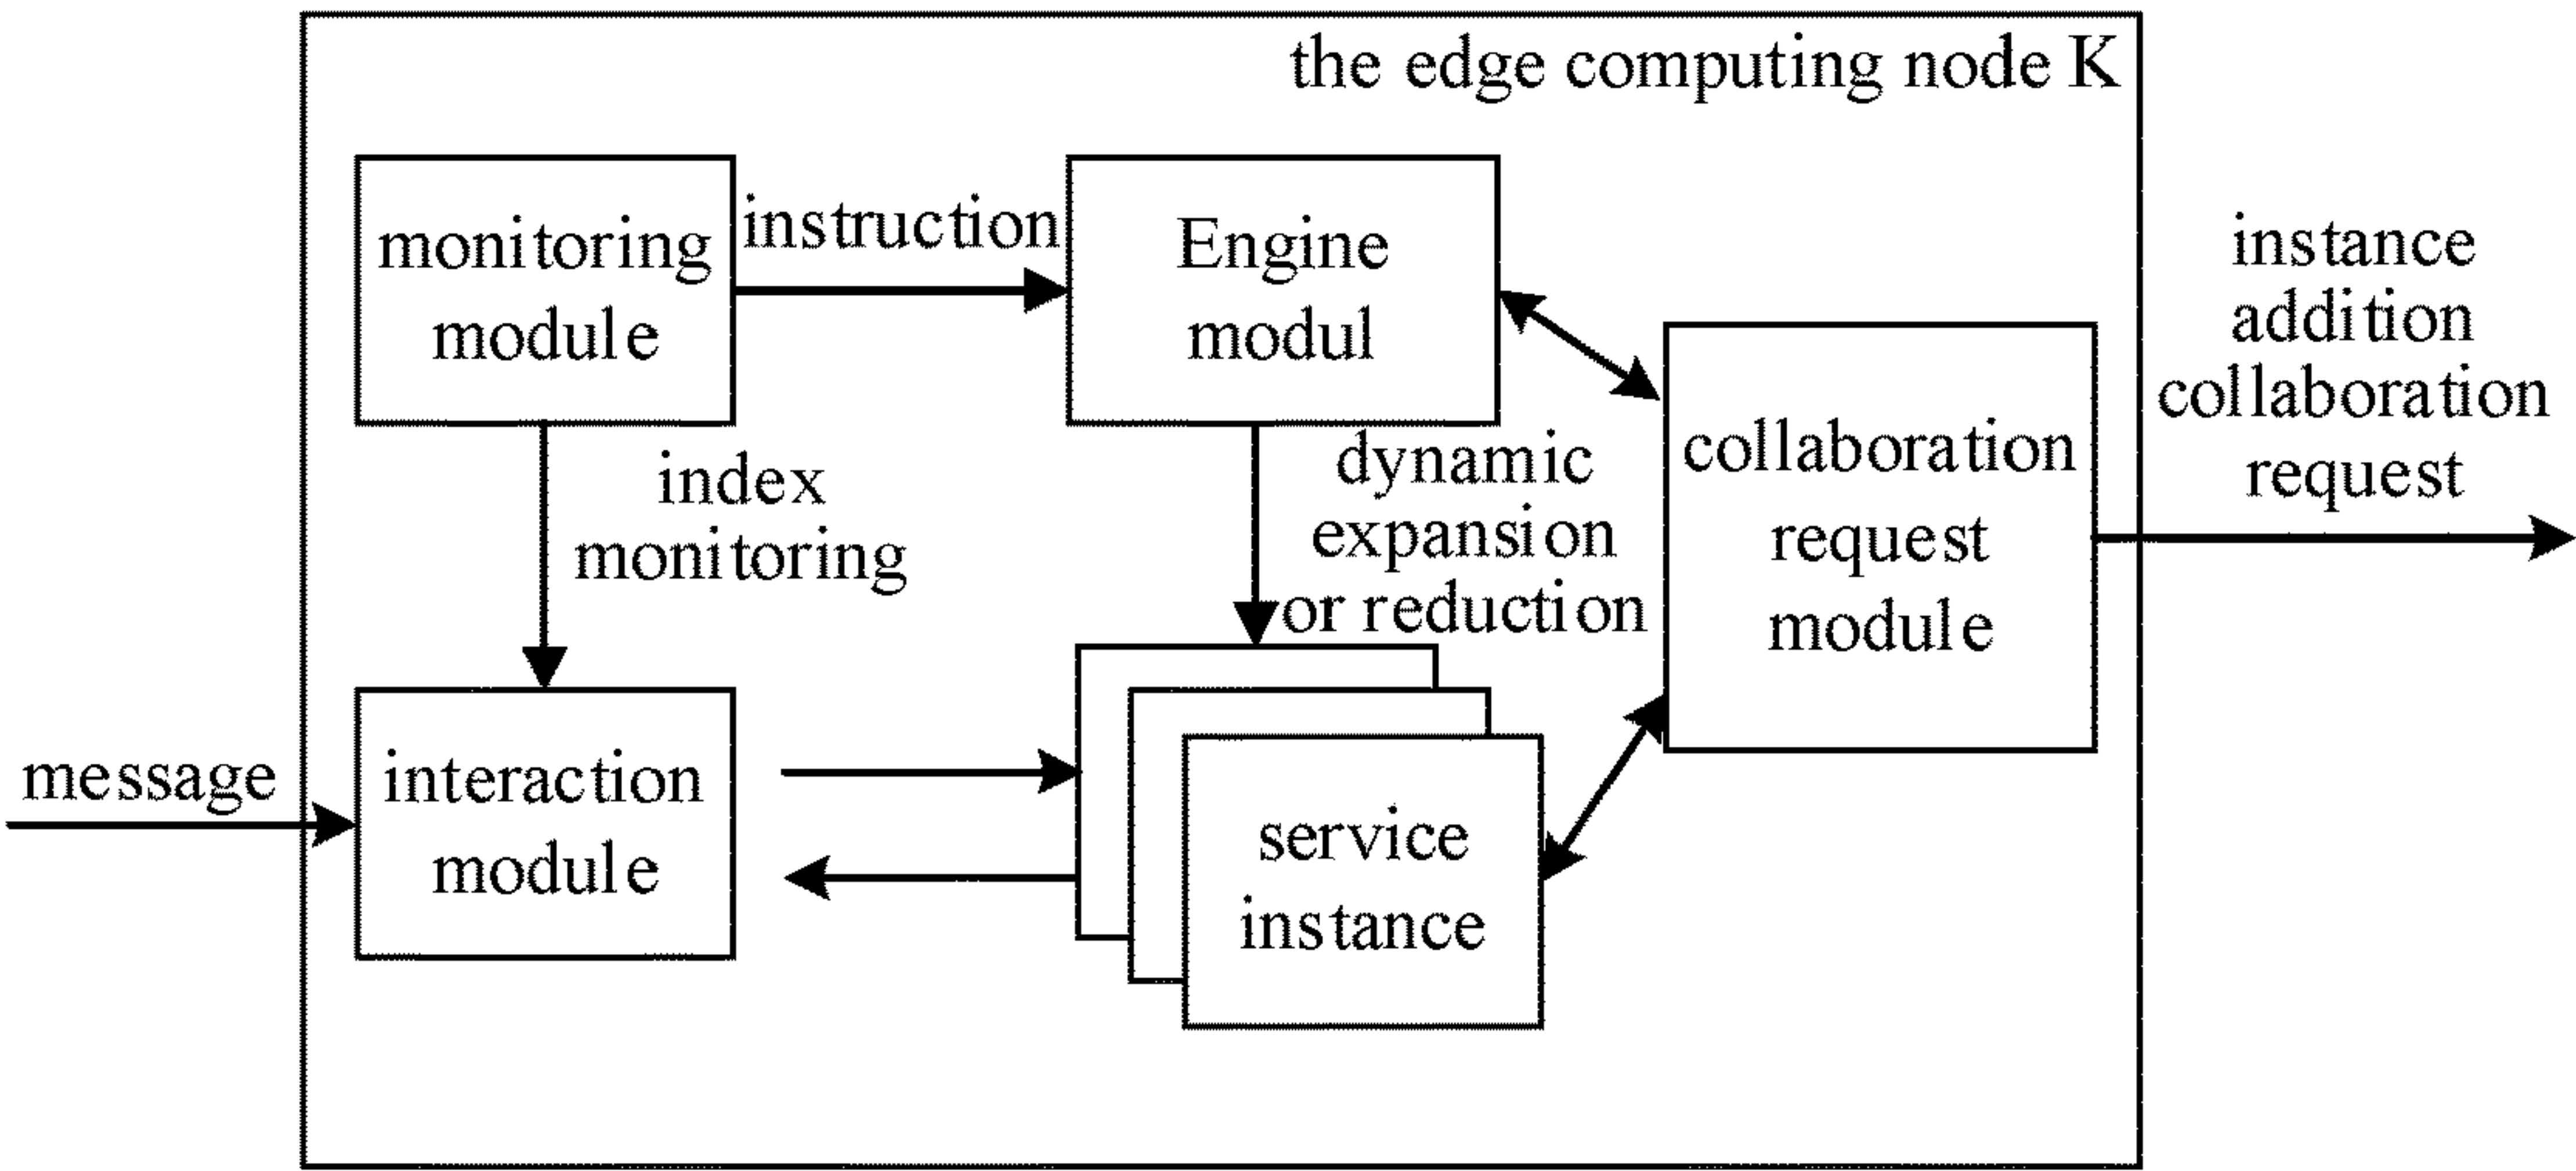 the edge computing node K
monitoring
module
instruction
Engine
modul
instance
addition
collaboration
request
collaboration
request
module
index
monitoring
dynamic
expansion
or reduction
message
interaction
module
service
instance